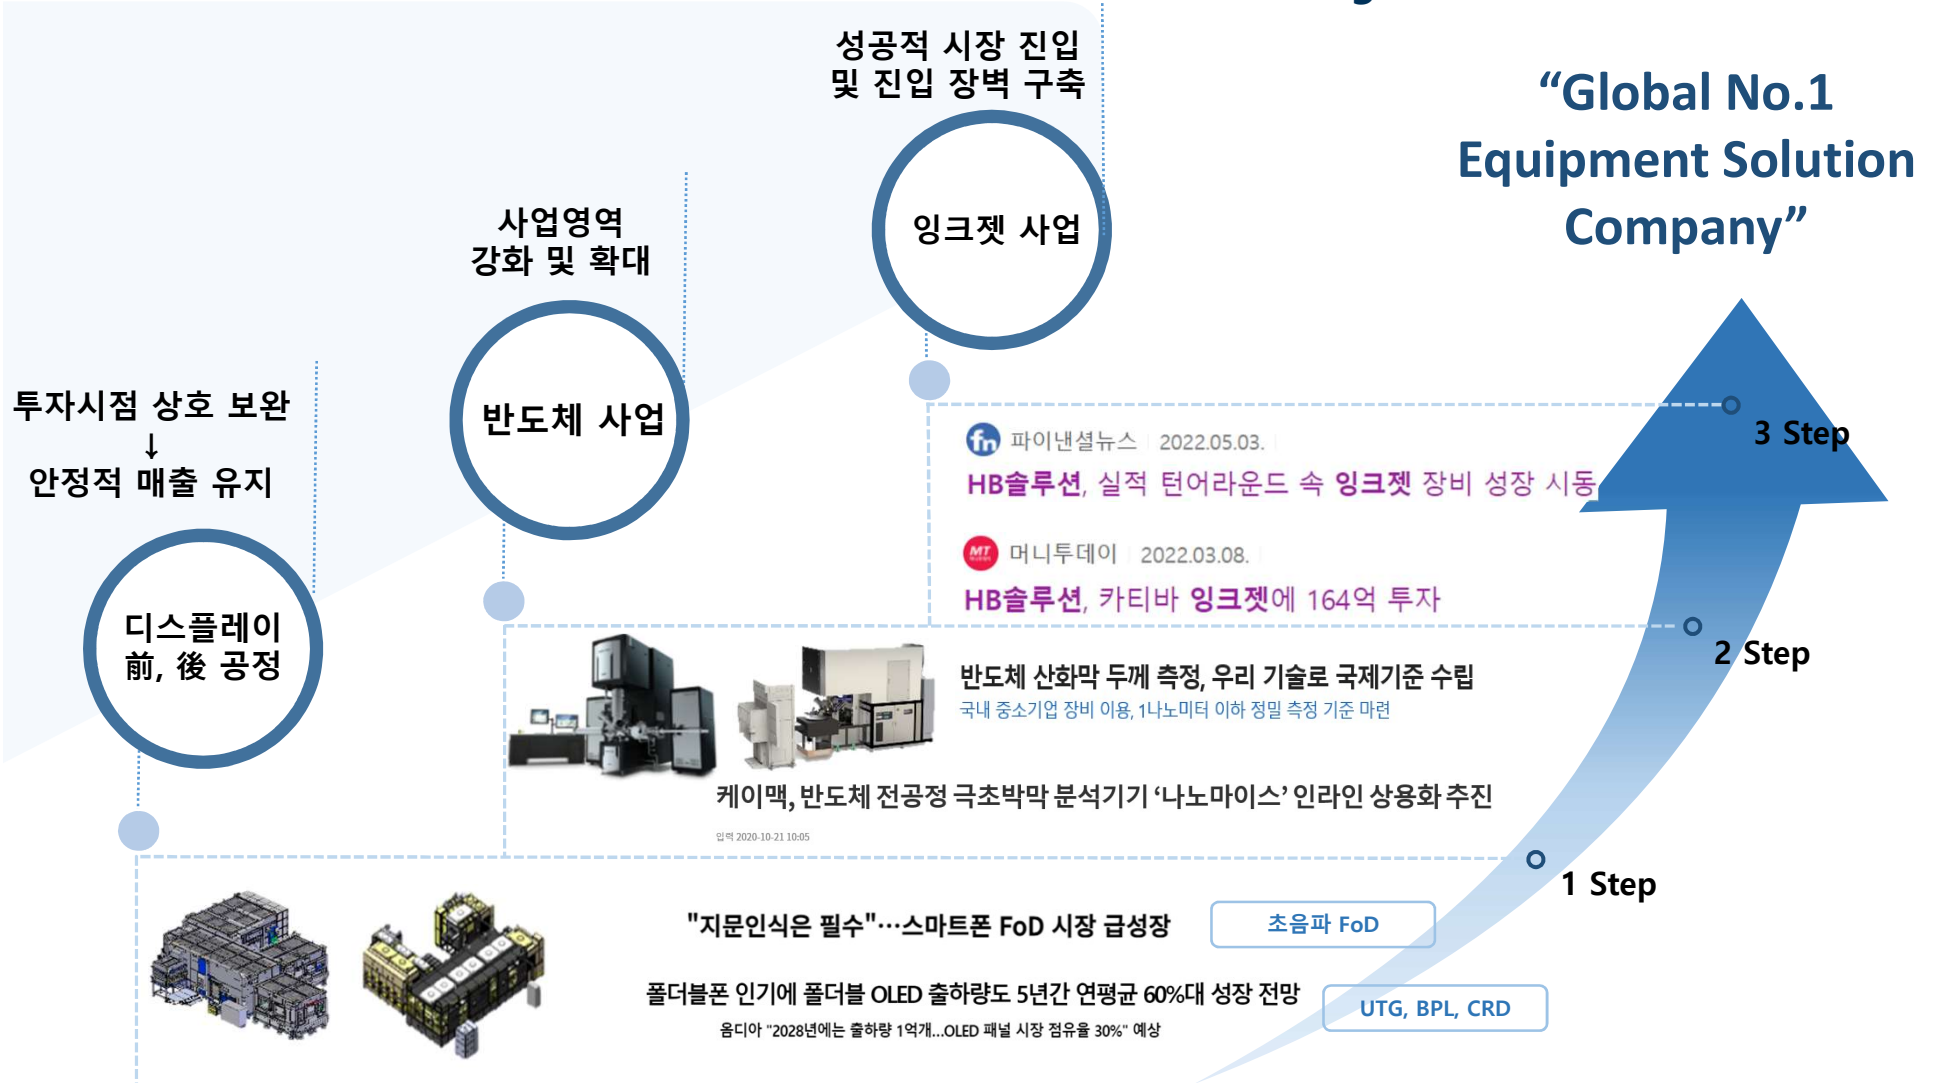 “Global No.1
Equipment Solution
Company”
성공적 시장 진입
및 진입 장벽 구축
잉크젯 사업
사업영역
강화 및 확대
반도체 사업
투자시점 상호 보완
↓
안정적 매출 유지
디스플레이
前, 後 공정
3 Step
fn 파이낸셜뉴스 2022.05.03.
HB솔루션, 실적 턴어라운드 속 잉크젯 장비 성장 시동
MT 머니투데이 2022.03.08.
HB솔루션, 카티바 잉크젯에 164억 투자
2 Step
반도체 산화막 두께 측정, 우리 기술로 국제기준 수립
국내 중소기업 장비 이용, 1나노미터 이하 정밀 측정 기준 마련
케이맥, 반도체 전공정 극초박막 분석기기 ‘나노마이스’ 인라인 상용화 추진
입력 2020-10-21 10:05
1 Step
"지문인식은 필수"…스마트폰 FoD 시장 급성장
초음파 FoD
폴더블폰 인기에 폴더블 OLED 출하량도 5년간 연평균 60%대 성장 전망
옴디아 "2028년에는 출하량 1억개...OLED 패널 시장 점유율 30%" 예상
UTG, BPL, CRD